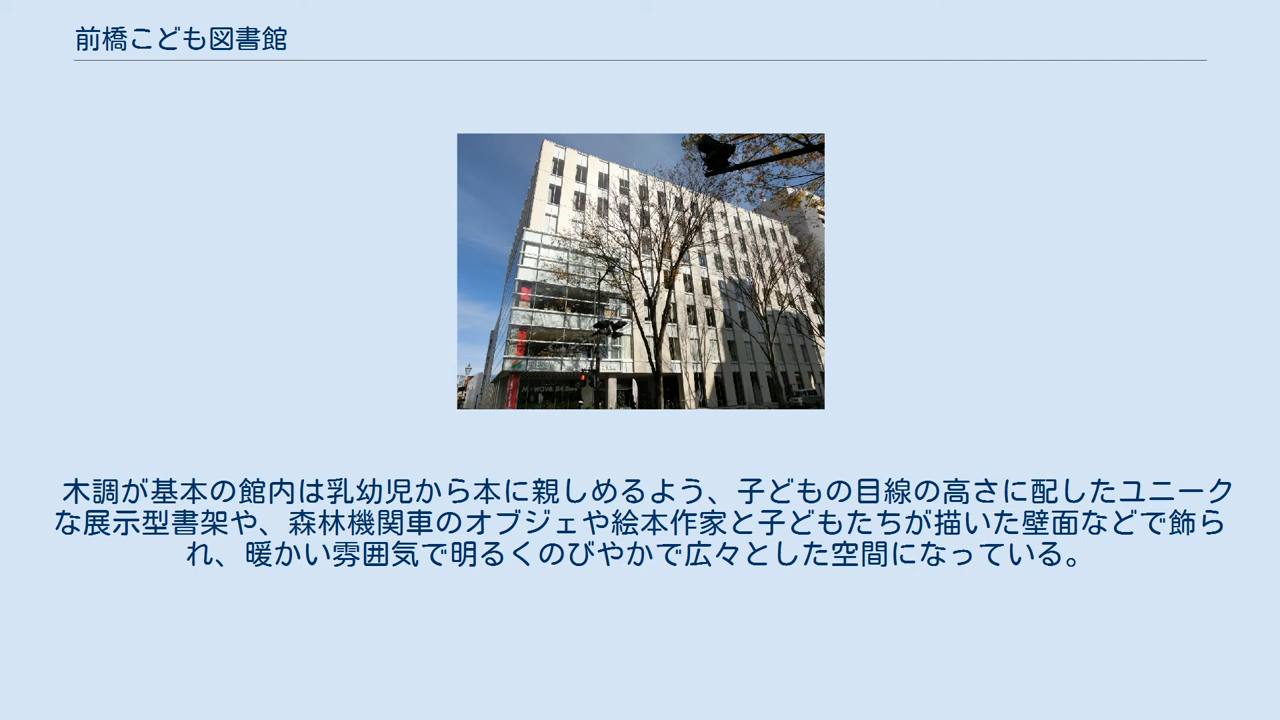 前橋こども図書館
木調が基本の館内は乳幼児から本に親しめるよう、子どもの目線の高さに配したユニーク
な展示型書架や、森林機関車のオブジェや絵本作家と子どもたちが描いた壁面などで飾ら
れ、暖かい雰囲気で明るくのびやかで広々とした空間になっている。